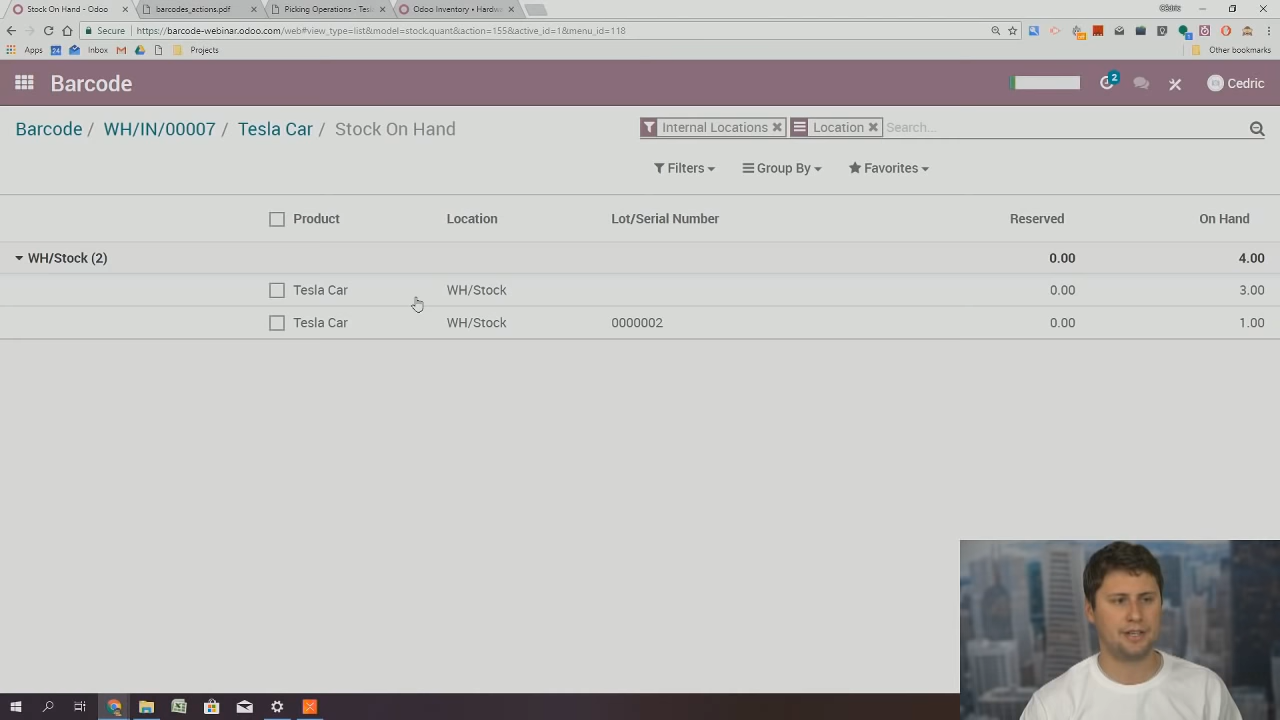 Stock On Hand - Odoo
barcodes_actions.pdf
Picking Operations - Tes
Odoo Inventory • Hardw
https://barcode-webinar.odoo.com/web#view_type=list&model=stock.quant&action=155&active_id=1&menu_id=118
Secure
Apps
Inbox
Projects
Other bookmarks
Barcode
2
Cedric
Barcode / WH/IN/00007 / Tesla Car / Stock On Hand
Internal Locations
Location
Search...
Filters
Group By
Favorites
Product Location Lot/Serial Number Reserved On Hand
WH/Stock (2) 0.00 4.00
Tesla Car WH/Stock 0.00 3.00
Tesla Car WH/Stock 0000002 0.00 1.00